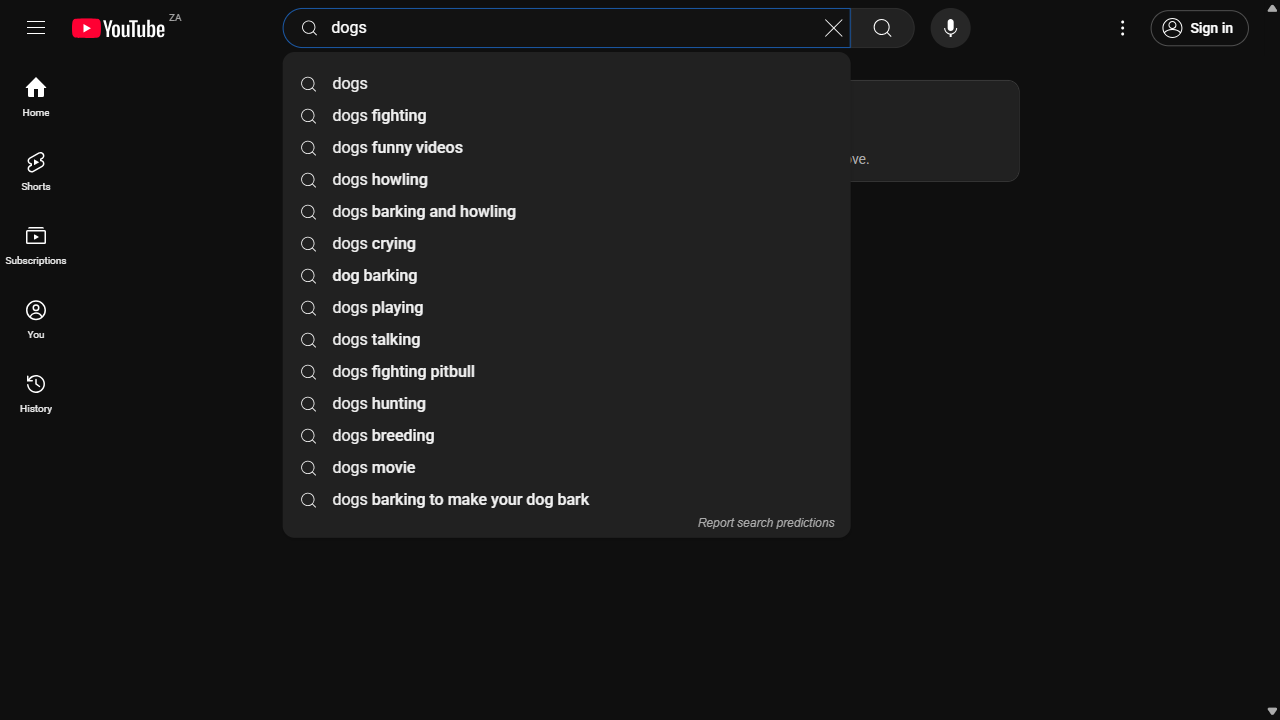 YouTube ZA
dogs
Sign in
Home
Shorts
Subscriptions
You
History
dogs
dogs fighting
dogs funny videos
dogs howling
dogs barking and howling
dogs crying
dog barking
dogs playing
dogs talking
dogs fighting pitbull
dogs hunting
dogs breeding
dogs movie
dogs barking to make your dog bark
Report search predictions